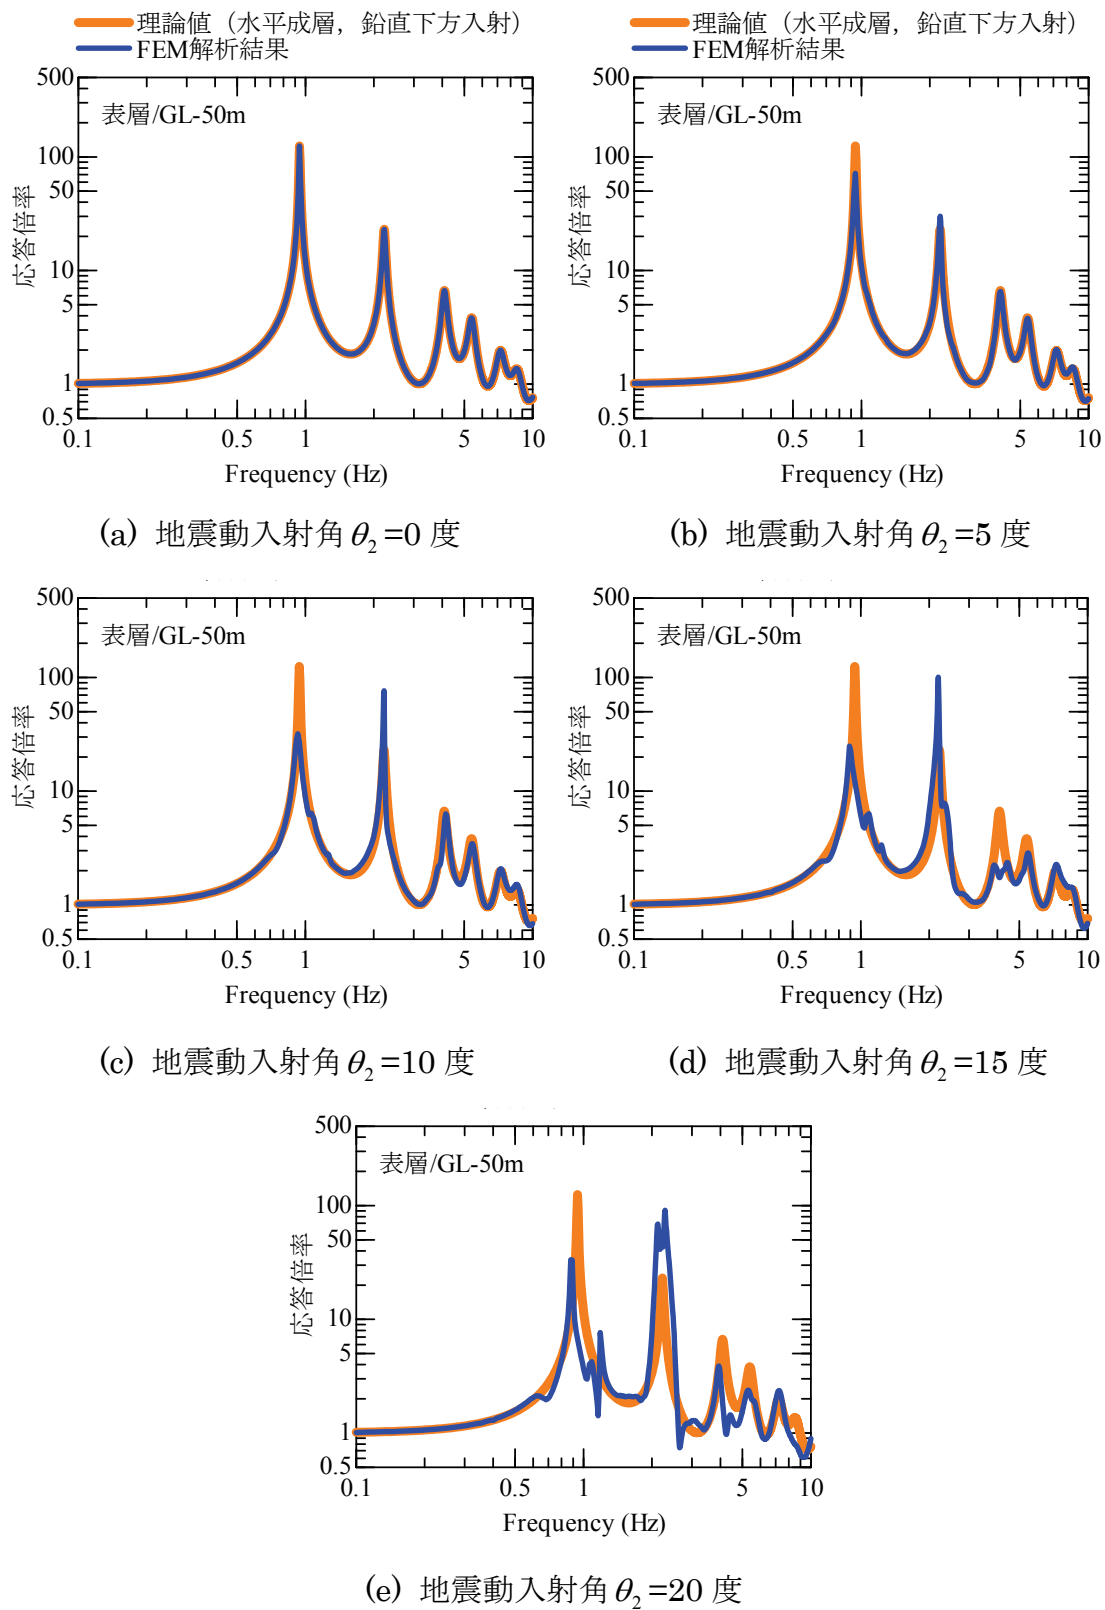 理論値（水平成層，鉛直下方入射）
FEM解析結果
500
表層/GL-50m
100
50
応答倍率
10
5
1
0.5
0.1 0.5 1 5 10
Frequency (Hz)
(a) 地震動入射角θ2=0 度
理論値（水平成層，鉛直下方入射）
FEM解析結果
500
表層/GL-50m
100
50
応答倍率
10
5
1
0.5
0.1 0.5 1 5 10
Frequency (Hz)
(b) 地震動入射角θ2=5 度
500
表層/GL-50m
100
50
応答倍率
10
5
1
0.5
0.1 0.5 1 5 10
Frequency (Hz)
(c) 地震動入射角θ2=10 度
500
表層/GL-50m
100
50
応答倍率
10
5
1
0.5
0.1 0.5 1 5 10
Frequency (Hz)
(d) 地震動入射角θ2=15 度
500
表層/GL-50m
100
50
応答倍率
10
5
1
0.5
0.1 0.5 1 5 10
Frequency (Hz)
(e) 地震動入射角θ2=20 度